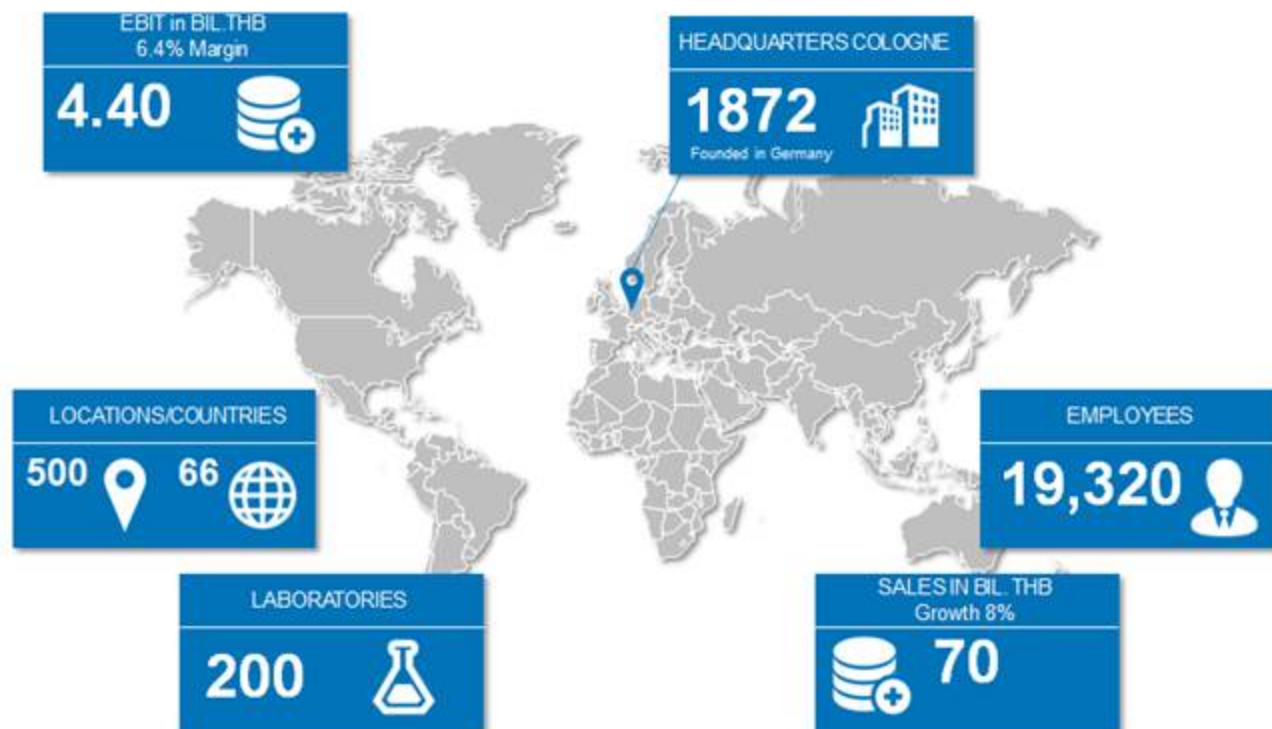 EBIT in BIL.THB
6.4% Margin
4.40
HEADQUARTERS COLOGNE
1872
Founded in Germany
LOCATIONS/COUNTRIES
500 66
EMPLOYEES
19,320
LABORATORIES
200
SALES IN BIL. THB
Growth 8%
70